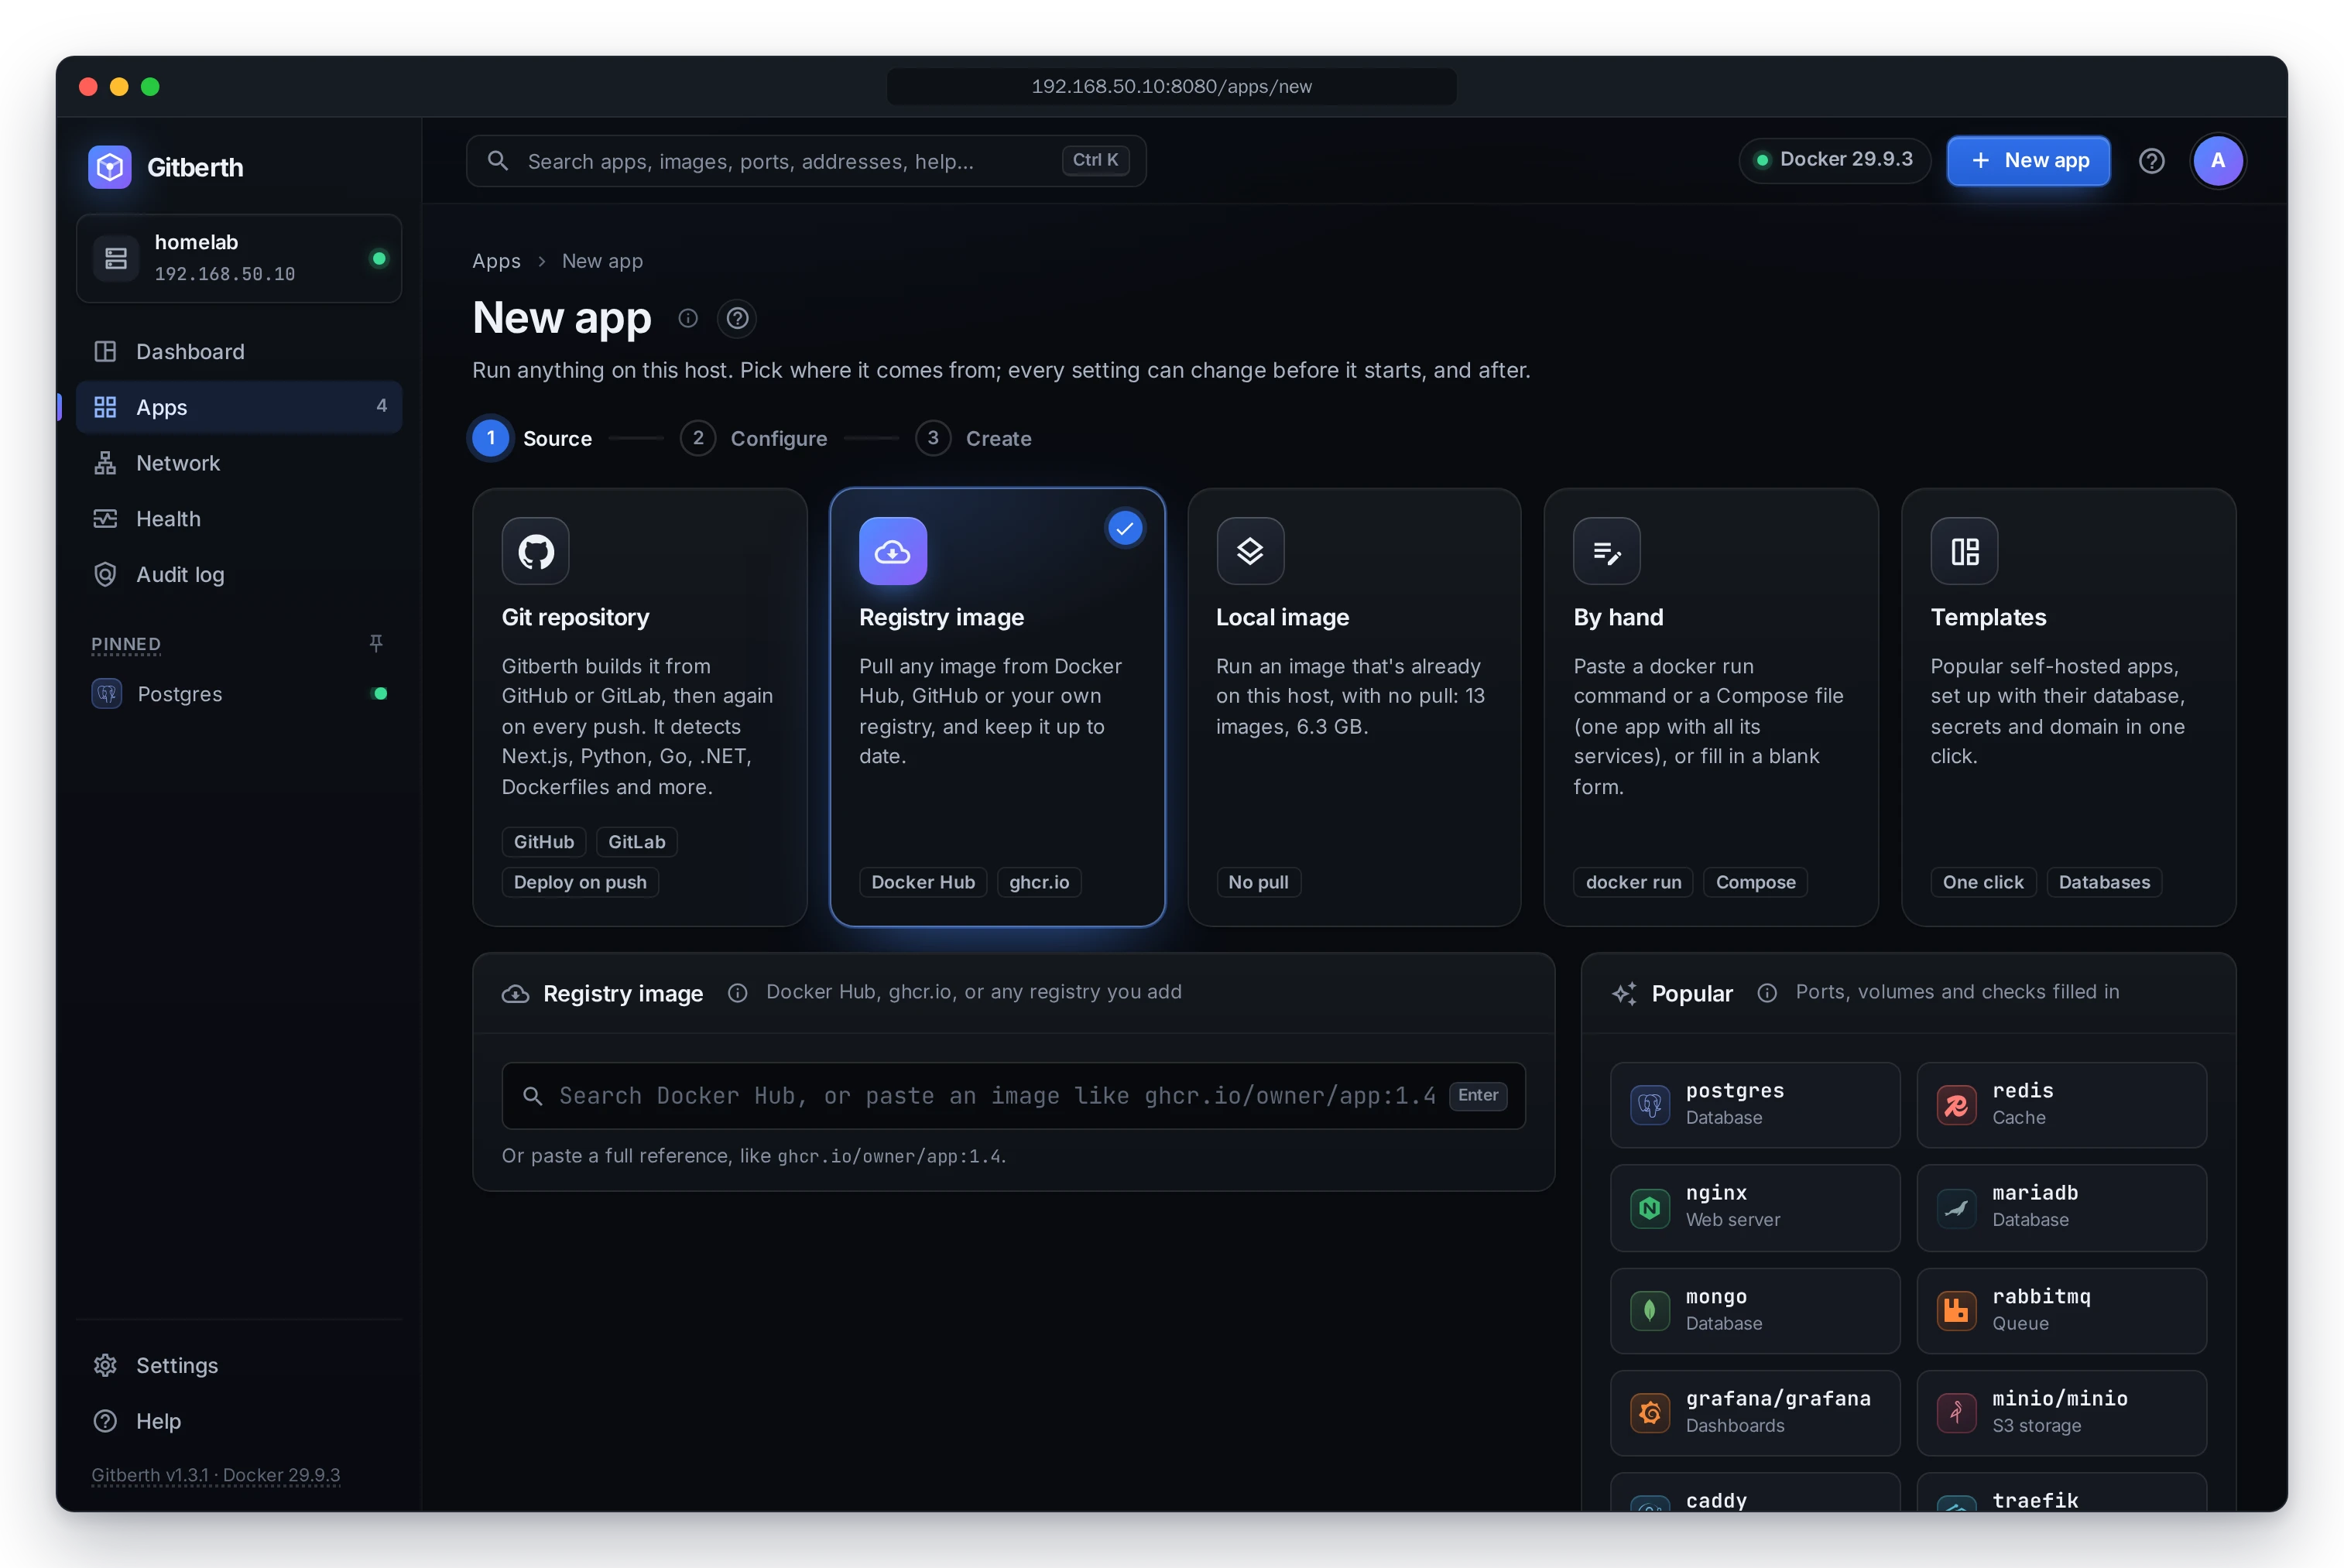 192.168.50.10:8080/apps/new
Gitberth
homelab
192.168.50.10
Dashboard
Apps 4
Network
Health
Audit log
PINNED
Postgres
Settings
Help
Gitberth v1.3.1 · Docker 29.9.3
Search apps, images, ports, addresses, help...
Ctrl K
Docker 29.9.3
+ New app
A
Apps > New app
New app
Run anything on this host. Pick where it comes from; every setting can change before it starts, and after.
1 Source
2 Configure
3 Create
Git repository
Gitberth builds it from
GitHub or GitLab, then again
on every push. It detects
Next.js, Python, Go, .NET,
Dockerfiles and more.
GitHub GitLab
Deploy on push
Registry image
Pull any image from Docker
Hub, GitHub or your own
registry, and keep it up to
date.
Docker Hub ghcr.io
Local image
Run an image that's already
on this host, with no pull: 13
images, 6.3 GB.
No pull
By hand
Paste a docker run
command or a Compose file
(one app with all its
services), or fill in a blank
form.
docker run Compose
Templates
Popular self-hosted apps,
set up with their database,
secrets and domain in one
click.
One click Databases
Registry image Docker Hub, ghcr.io, or any registry you add
Search Docker Hub, or paste an image like ghcr.io/owner/app:1.4 Enter
Or paste a full reference, like ghcr.io/owner/app:1.4.
Popular Ports, volumes and checks filled in
postgres
Database
redis
Cache
nginx
Web server
mariadb
Database
mongo
Database
rabbitmq
Queue
grafana/grafana
Dashboards
minio/minio
S3 storage
caddy
traefik